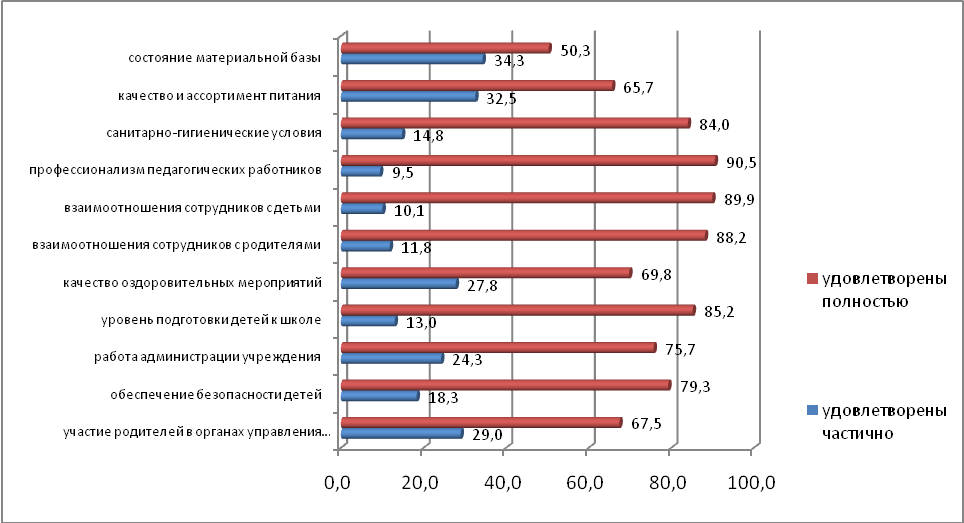 состояние материальной базы
50,3
34,3
качество и ассортимент питания
65,7
32,5
санитарно-гигиенические условия
84,0
14,8
профессионализм педагогических работников
90,5
9,5
взаимоотношения сотрудников с детьми
89,9
10,1
взаимоотношения сотрудников с родителями
88,2
11,8
качество оздоровительных мероприятий
69,8
27,8
уровень подготовки детей к школе
85,2
13,0
работа администрации учреждения
75,7
24,3
обеспечение безопасности детей
79,3
18,3
участие родителей в органах управления...
67,5
29,0
0,0 20,0 40,0 60,0 80,0 100,0
удовлетворены
полностью
удовлетворены
частично